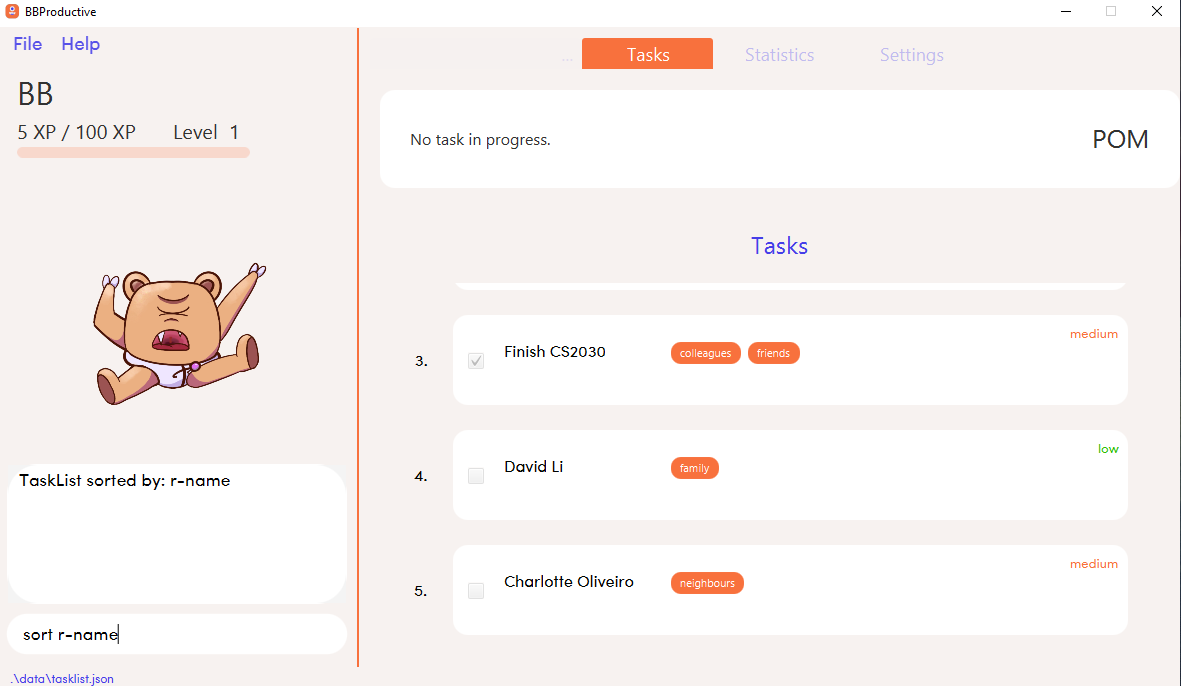 BBProductive
File Help
BB
5 XP / 100 XP Level 1
TaskList sorted by: r-name
sort r-name
.\data\tasklist.json
... Tasks Statistics Settings
No task in progress. POM
Tasks
3. Finish CS2030 colleagues friends medium
4. David Li family low
5. Charlotte Oliveiro neighbours medium